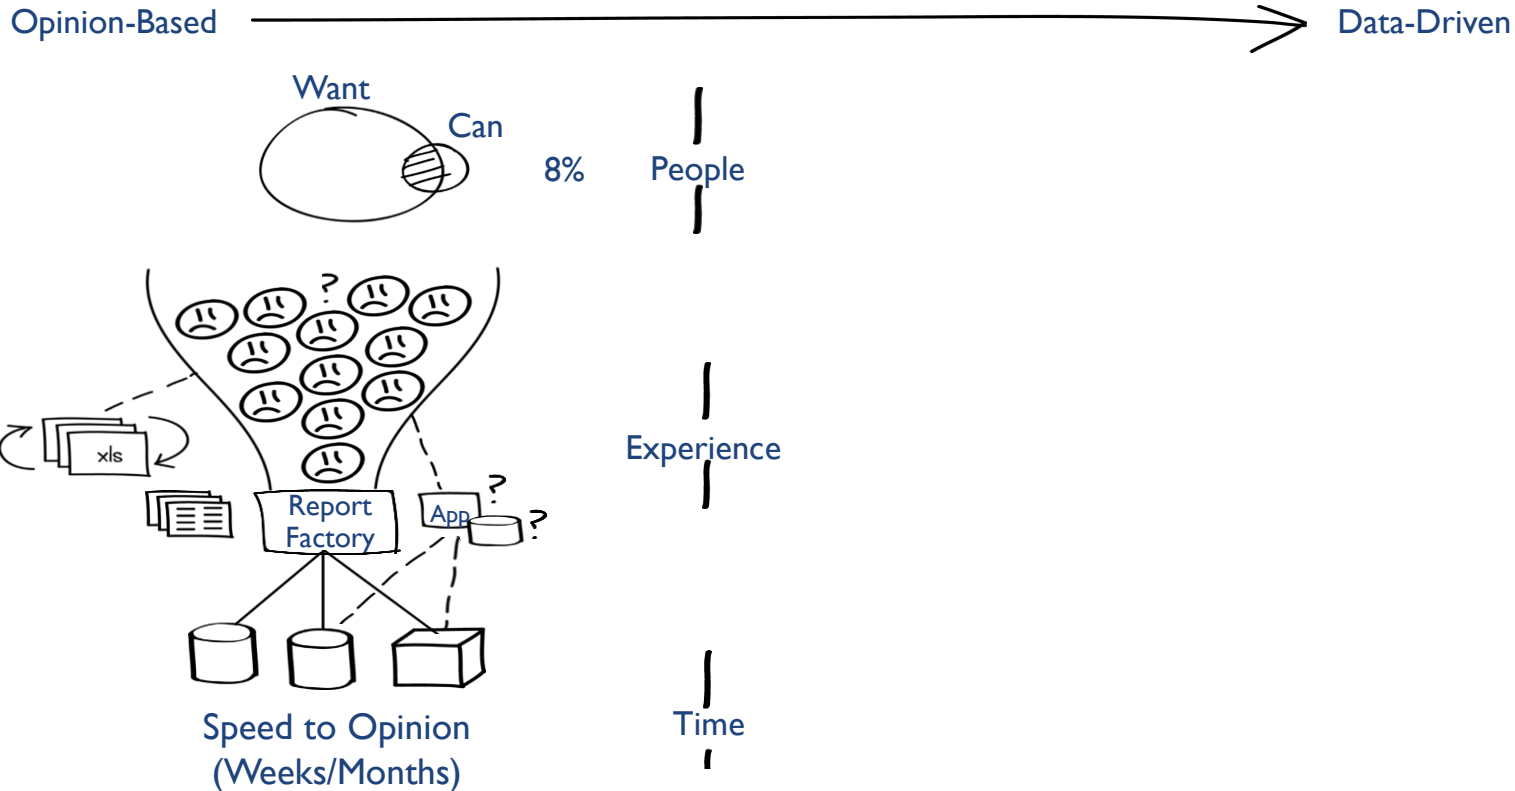 Opinion-Based
Data-Driven
Want
Can
8%
People
?
xls
Experience
Report
Factory
App
?
?
Speed to Opinion
(Weeks/Months)
Time